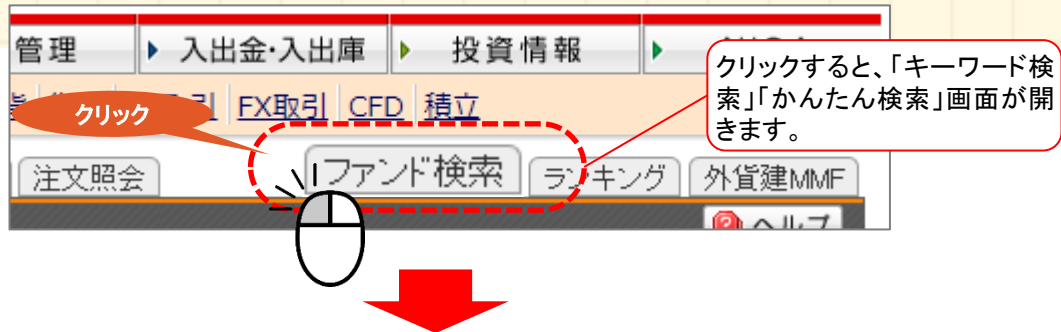 管理 入出金・入出庫 投資情報
クリックすると、「キーワード検
索」「かんたん検索」画面が開
きます。
クリック
引 FX取引 CFD 積立
注文照会 ファンド検索 ランキング 外貨建MMF
ヘルプ